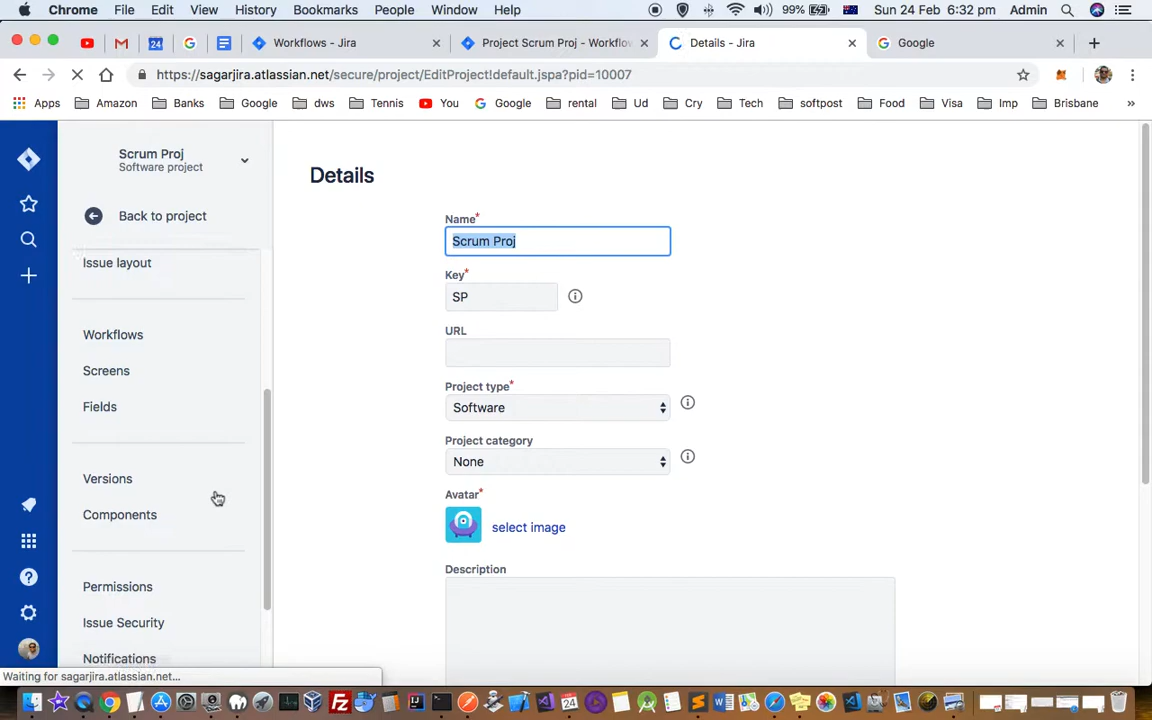 Chrome File Edit View History Bookmarks People Window Help 99% Sun 24 Feb 6:32 pm Admin
Workflows - Jira Project Scrum Proj - Workflow Details - Jira Google
https://sagarjira.atlassian.net/secure/project/EditProject!default.jspa?pid=10007
Apps Amazon Banks Google dws Tennis You Google rental Ud Cry Tech softpost Food Visa Imp Brisbane »
Scrum Proj
Software project
Back to project
Issue layout
Workflows
Screens
Fields
Versions
Components
Permissions
Issue Security
Notifications
Details
Name*
Scrum Proj
Key*
SP
URL
Project type*
Software
Project category
None
Avatar*
select image
Description
Waiting for sagarjira.atlassian.net...